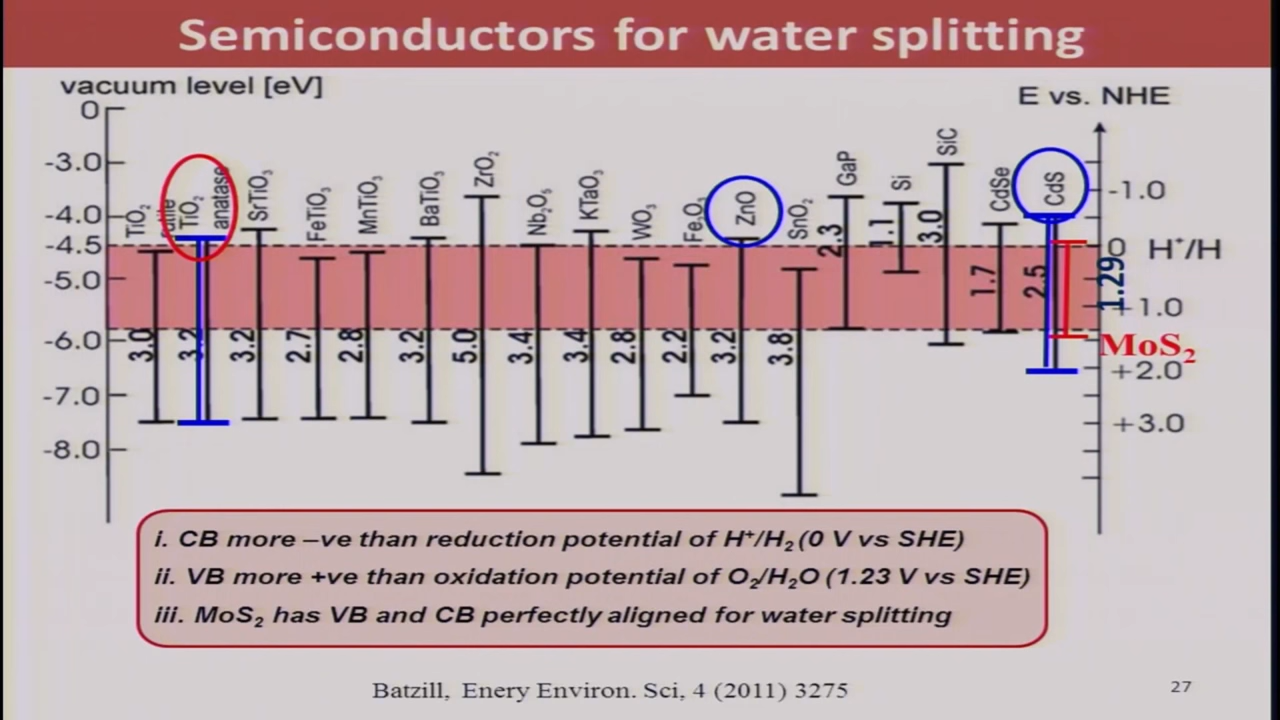 Semiconductors for water splitting
vacuum level [eV]
E vs. NHE
0
-3.0
-4.0
-4.5
-5.0
-6.0
-7.0
-8.0
TiO₂ rutile
TiO₂ anatase
SrTiO₃
FeTiO₃
MnTiO₃
BaTiO₃
ZrO₂
Nb₂O₅
KTaO₃
WO₃
Fe₂O₃
ZnO
SnO₂
GaP
Si
SiC
CdSe
CdS
3.0
3.2
3.2
2.7
2.8
3.2
5.0
3.4
3.4
2.8
2.2
3.2
3.8
2.3
1.1
3.0
1.7
2.5
1.29
MoS₂
-1.0
0 H⁺/H
+1.0
+2.0
+3.0
i. CB more –ve than reduction potential of H⁺/H₂ (0 V vs SHE)
ii. VB more +ve than oxidation potential of O₂/H₂O (1.23 V vs SHE)
iii. MoS₂ has VB and CB perfectly aligned for water splitting
Batzill, Enery Environ. Sci, 4 (2011) 3275
27